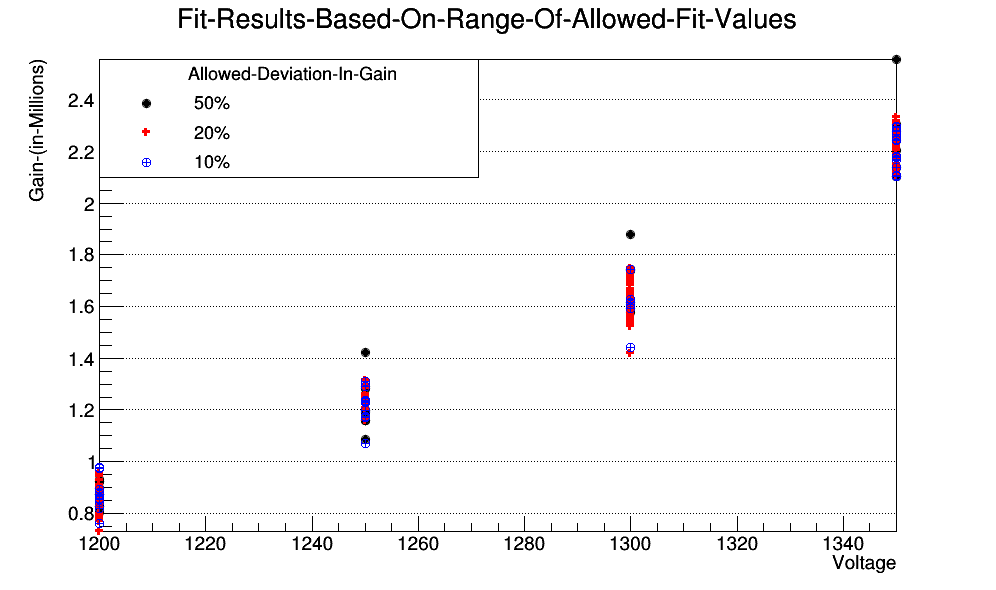 Fit-Results-Based-On-Range-Of-Allowed-Fit-Values
Gain-(in-Millions)
Allowed-Deviation-In-Gain
50%
20%
10%
2.4
2.2
2
1.8
1.6
1.4
1.2
1
0.8
1200 1220 1240 1260 1280 1300 1320 1340
Voltage